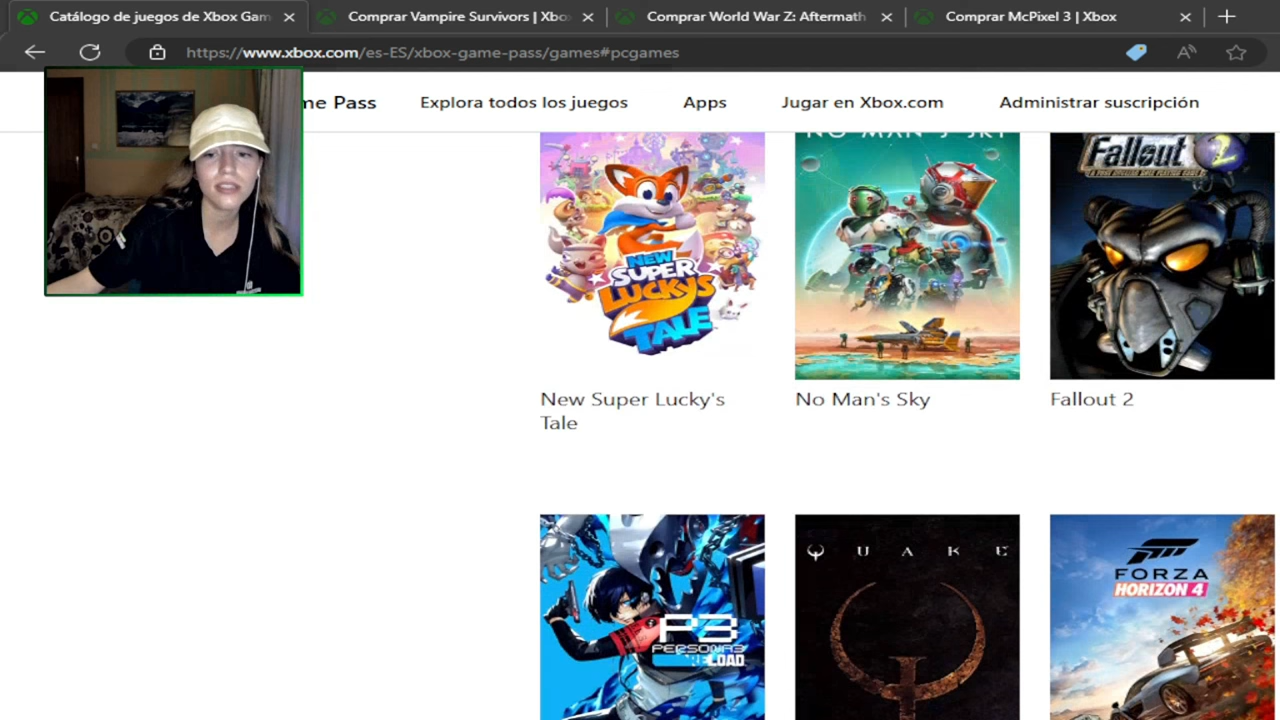 Catálogo de juegos de Xbox Gam
Comprar Vampire Survivors | Xbo
Comprar World War Z: Aftermath
Comprar McPixel 3 | Xbox
https://www.xbox.com/es-ES/xbox-game-pass/games#pcgames
me Pass
Explora todos los juegos
Apps
Jugar en Xbox.com
Administrar suscripción
NEW
SUPER
LUCKY'S
TALE
NO MAN'S SKY
Fallout 2
New Super Lucky's
Tale
No Man's Sky
Fallout 2
P3
PERSONA3
RELOAD
QUAKE
FORZA
HORIZON 4